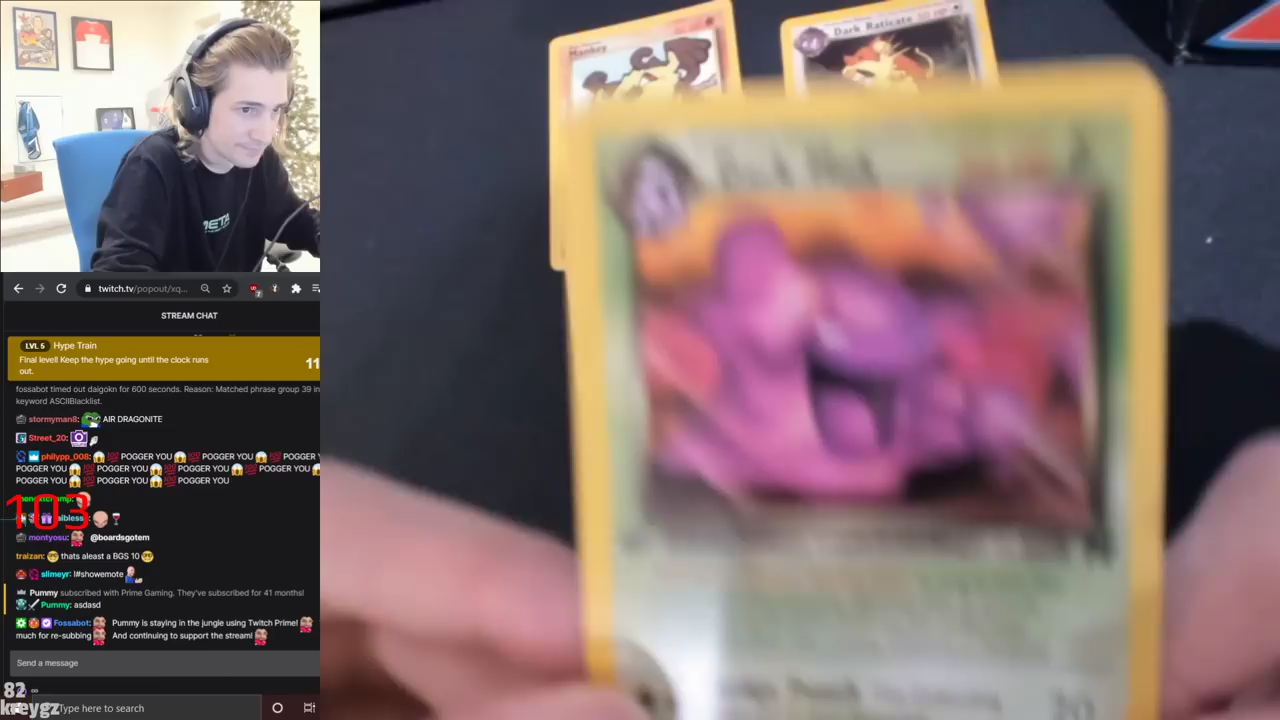 Mankey
Dark Raticate
META
twitch.tv/popout/xq...
STREAM CHAT
LVL 5 Hype Train
Final level! Keep the hype going until the clock runs
out.
11
fossabot timed out daigokn for 600 seconds. Reason: Matched phrase group 39 in
keyword ASCIIBlacklist.
stormyman8: AIR DRAGONITE
Street_20:
philypp_008: POGGER YOU POGGER YOU POGGER
POGGER YOU POGGER YOU POGGER YOU POGGER YOU
POGGER YOU POGGER YOU POGGER YOU
103
montyosu: @boardsgotem
traizan: thats aleast a BGS 10
slimeyr: !#showemote
Pummy subscribed with Prime Gaming. They've subscribed for 41 months!
Pummy: asdasd
Fossabot: Pummy is staying in the jungle using Twitch Prime!
much for re-subbing And continuing to support the stream!
Send a message
82
kreygz
Type here to search
20